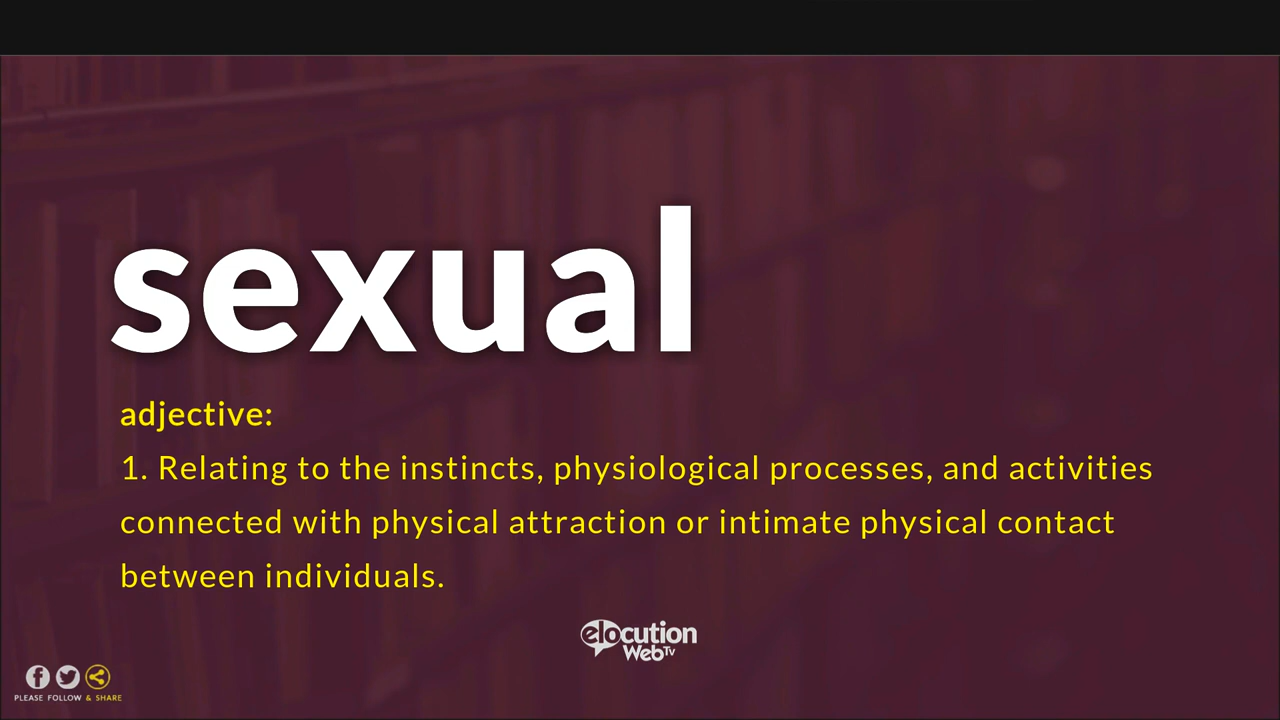 sexual
adjective:
1. Relating to the instincts, physiological processes, and activities
connected with physical attraction or intimate physical contact
between individuals.
elocution
WebTv
PLEASE FOLLOW & SHARE